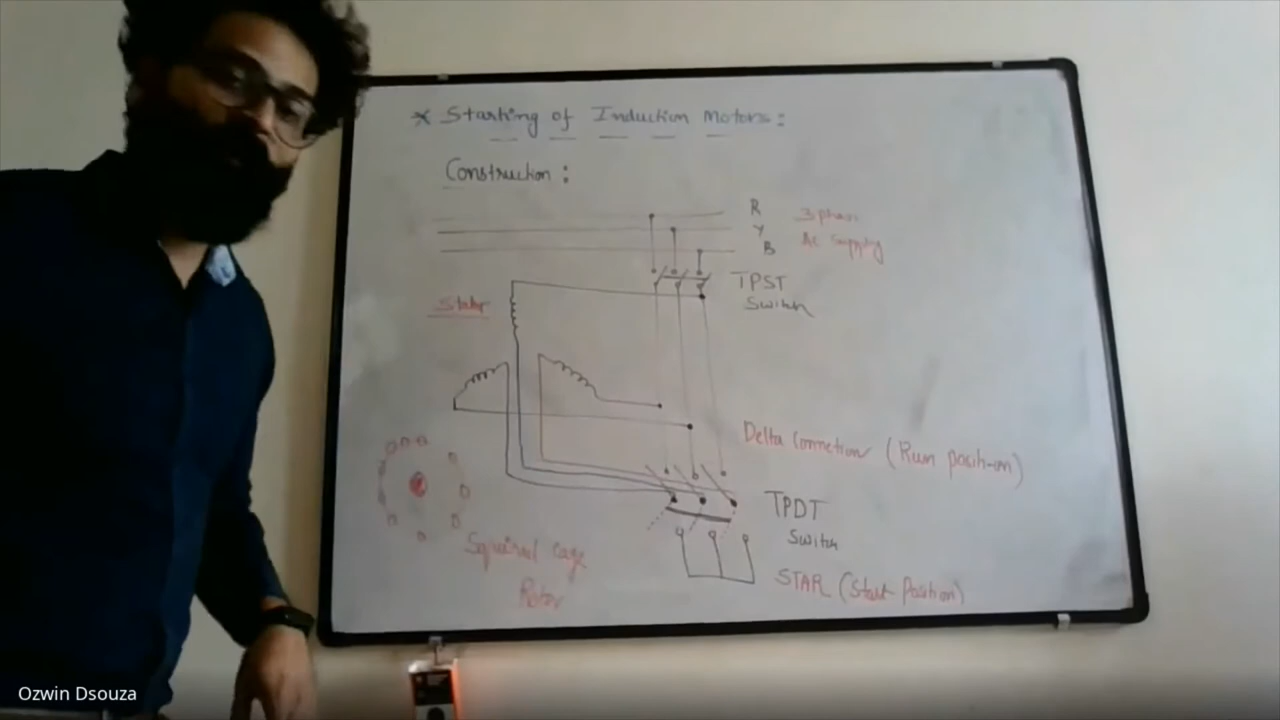 * Starting of Induction Motors:
Construction:
R
Y
B
3 phase
Ac Supply
TPST
Switch
Stator
Delta Connection (Run position)
TPDT
Switch
STAR (Start Position)
Squirrel Cage
Rotor
Ozwin Dsouza